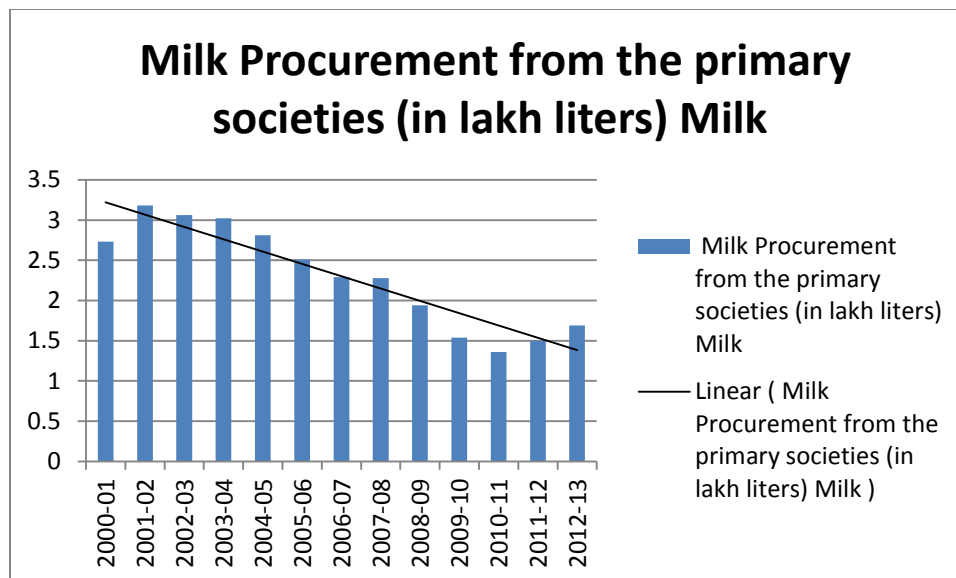 Milk Procurement from the primary
societies (in lakh liters) Milk
3.5
3
2.5
2
1.5
1
0.5
0
2000-01
2001-02
2002-03
2003-04
2004-05
2005-06
2006-07
2007-08
2008-09
2009-10
2010-11
2011-12
2012-13
Milk Procurement
from the primary
societies (in lakh liters)
Milk
Linear ( Milk
Procurement from the
primary societies (in
lakh liters) Milk )